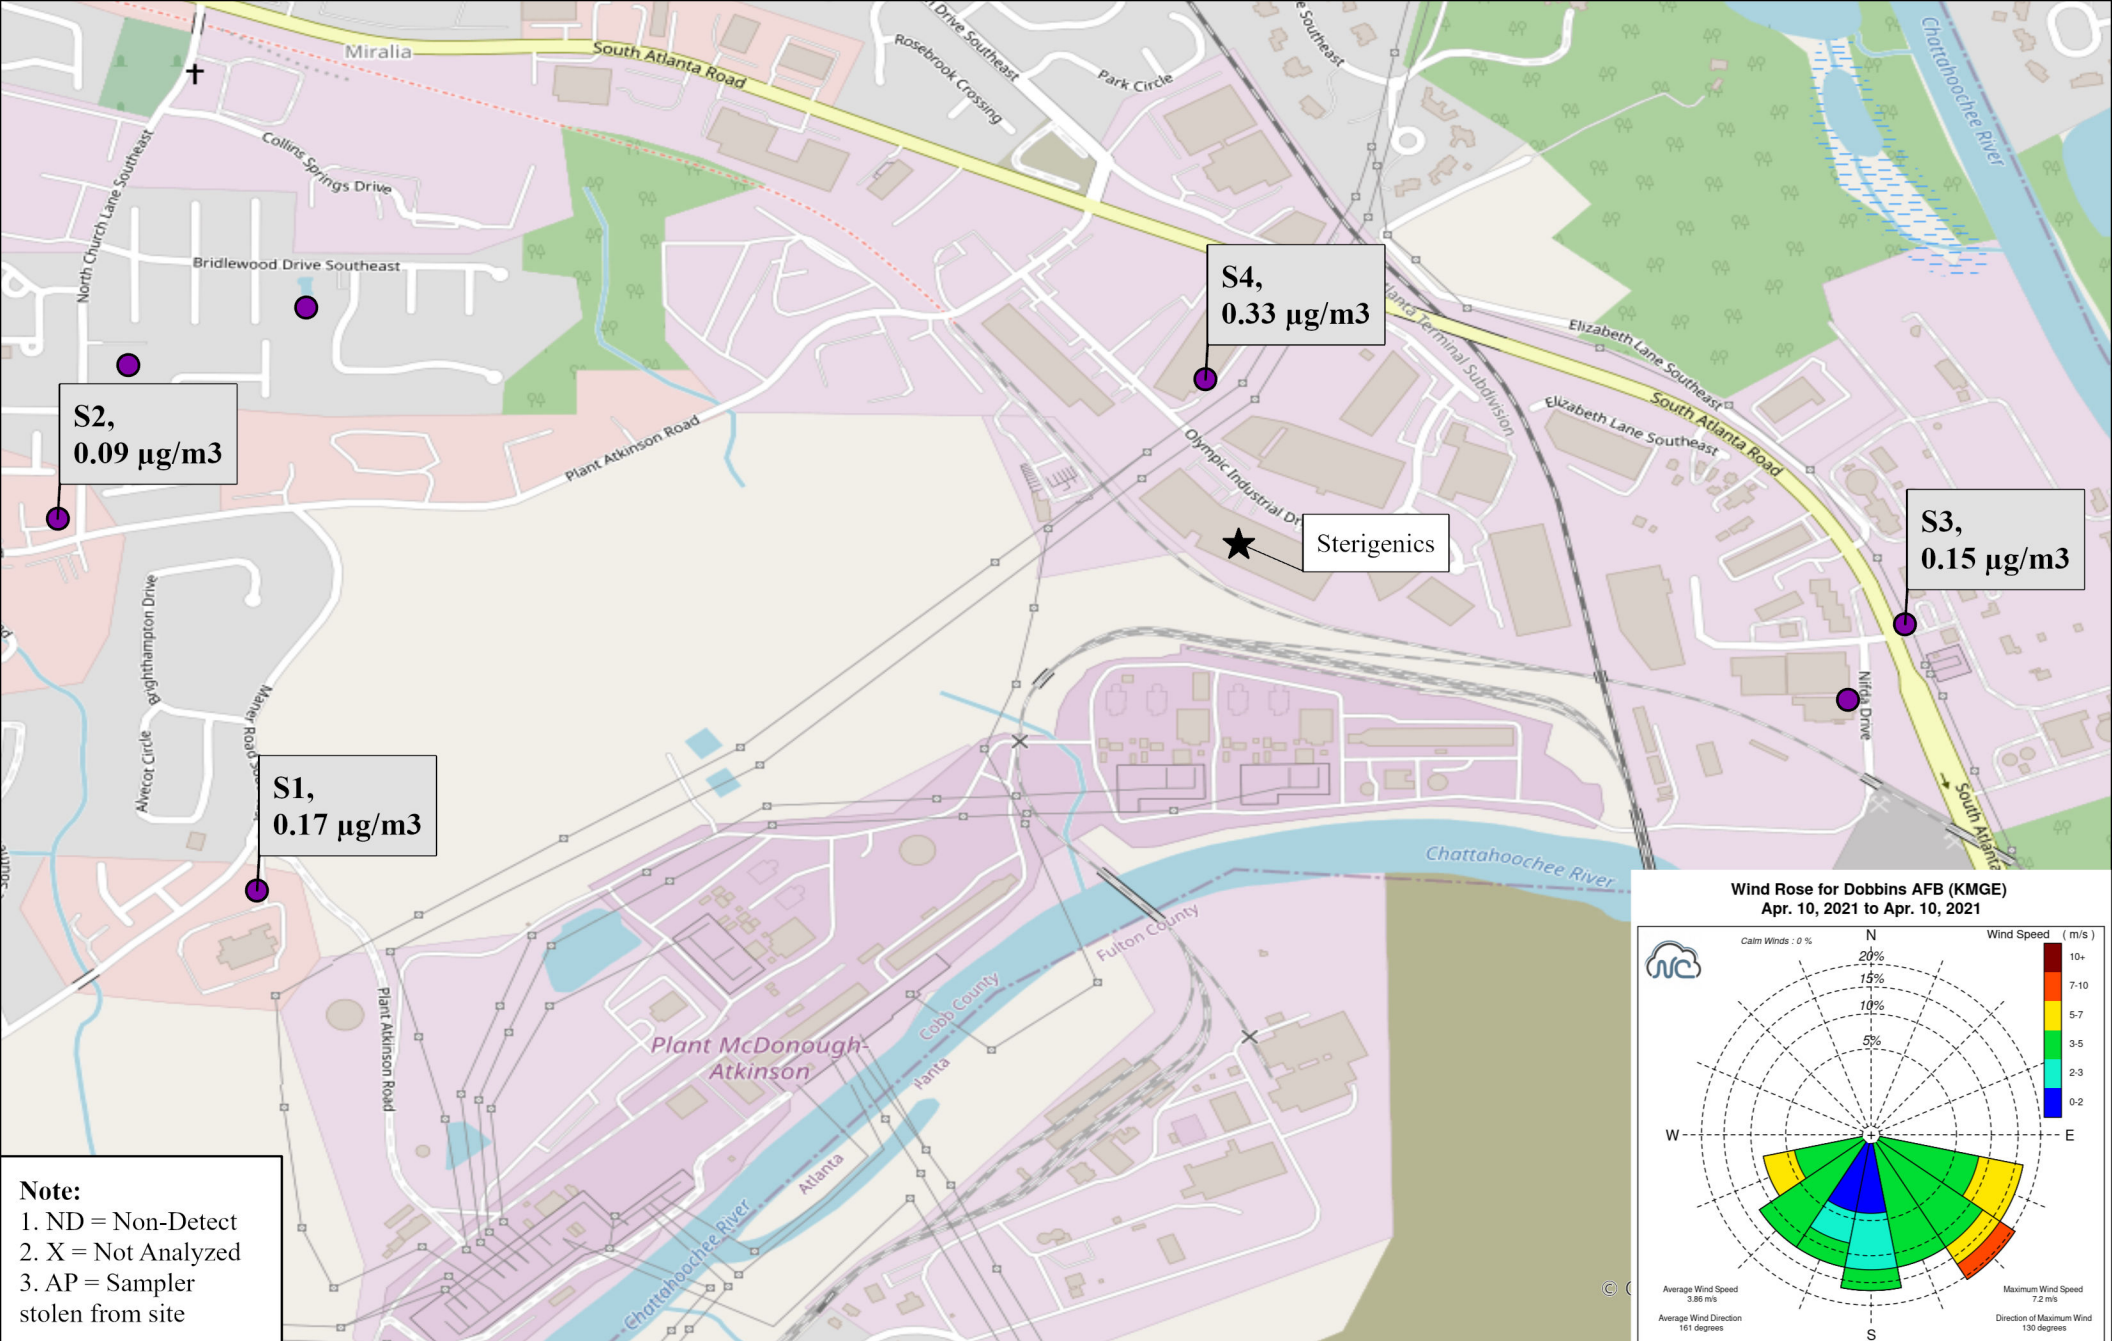 Miralia
South Atlanta Road
Drive Southeast
Rosebrook Crossing
Park Circle
Southeast
Chattahoochee River
Collins Springs Drive
North Church Lane Southeast
Bridlewood Drive Southeast
S4,
0.33 µg/m3
Atlanta Terminal Subdivision
Elizabeth Lane Southeast
Elizabeth Lane Southeast
South Atlanta Road
S2,
0.09 µg/m3
Plant Atkinson Road
Olympic Industrial Dr
Sterigenics
S3,
0.15 µg/m3
Brighthampton Drive
Alvecot Circle
Maner Road
Nifda Drive
S1,
0.17 µg/m3
South Atlanta
Chattahoochee River
Fulton County
Cobb County
Plant Atkinson Road
Plant McDonough-
Atkinson
lanta
Atlanta
Chattahoochee River
Note:
1. ND = Non-Detect
2. X = Not Analyzed
3. AP = Sampler
stolen from site
©
Wind Rose for Dobbins AFB (KMGE)
Apr. 10, 2021 to Apr. 10, 2021
NC
Calm Winds : 0 %
N
Wind Speed ( m/s )
20%
15%
10%
5%
10+
7-10
5-7
3-5
2-3
0-2
W
E
S
Average Wind Speed
3.86 m/s
Average Wind Direction
161 degrees
Maximum Wind Speed
7.2 m/s
Direction of Maximum Wind
130 degrees